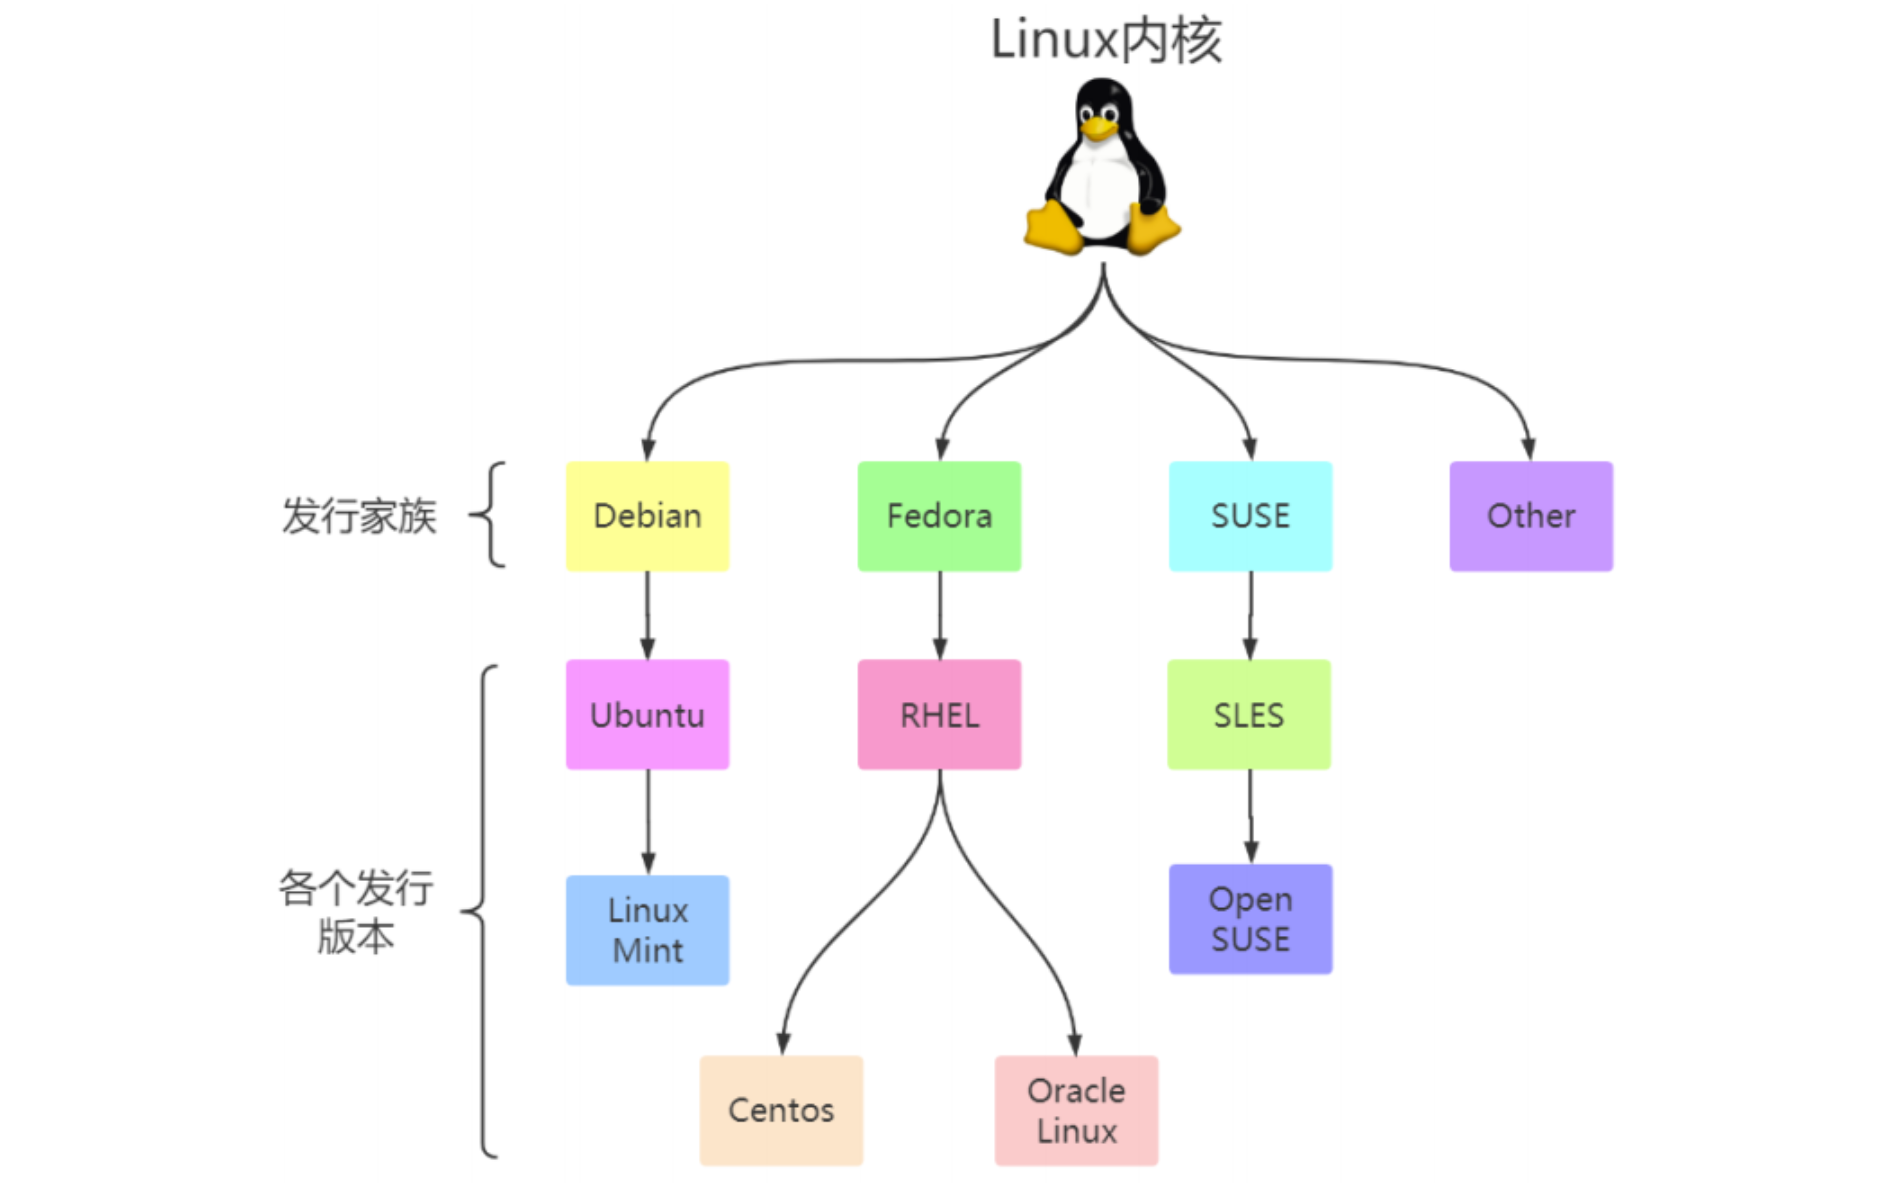 Linux内核
发行家族
Debian
Fedora
SUSE
Other
Ubuntu
RHEL
SLES
各个发行
版本
Linux
Mint
Open
SUSE
Centos
Oracle
Linux